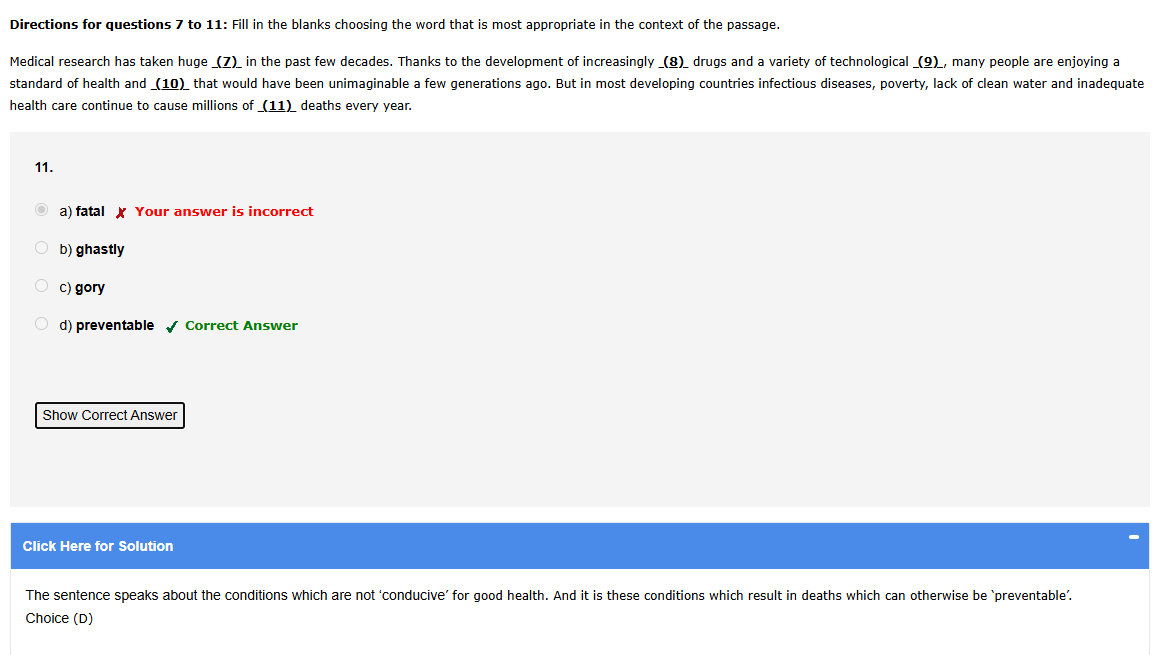 Directions for questions 7 to 11: Fill in the blanks choosing the word that is most appropriate in the context of the passage.
Medical research has taken huge (7) in the past few decades. Thanks to the development of increasingly (8) drugs and a variety of technological (9), many people are enjoying a
standard of health and (10) that would have been unimaginable a few generations ago. But in most developing countries infectious diseases, poverty, lack of clean water and inadequate
health care continue to cause millions of (11) deaths every year.
11.
a) fatal ✗ Your answer is incorrect
b) ghastly
c) gory
d) preventable ✓ Correct Answer
Show Correct Answer
Click Here for Solution
The sentence speaks about the conditions which are not ‘conducive’ for good health. And it is these conditions which result in deaths which can otherwise be ‘preventable’.
Choice (D)